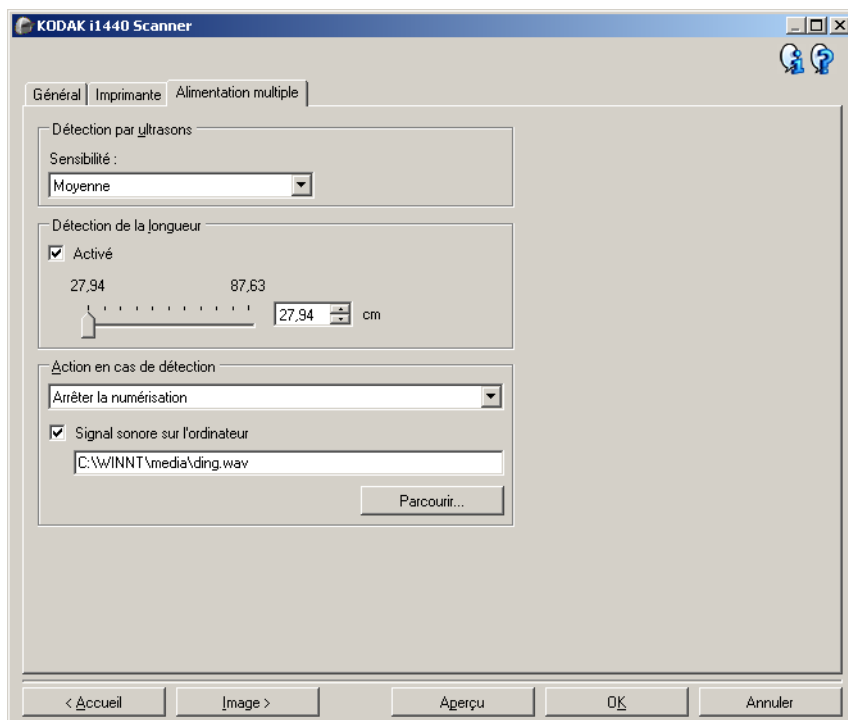 KODAK i1440 Scanner
Général
Imprimante
Alimentation multiple
Détection par ultrasons
Sensibilité :
Moyenne
Détection de la longueur
Activé
27,94
87,63
27,94
cm
Action en cas de détection
Arrêter la numérisation
Signal sonore sur l'ordinateur
C:\WINNT\media\ding.wav
Parcourir...
< Accueil
Image >
Aperçu
OK
Annuler